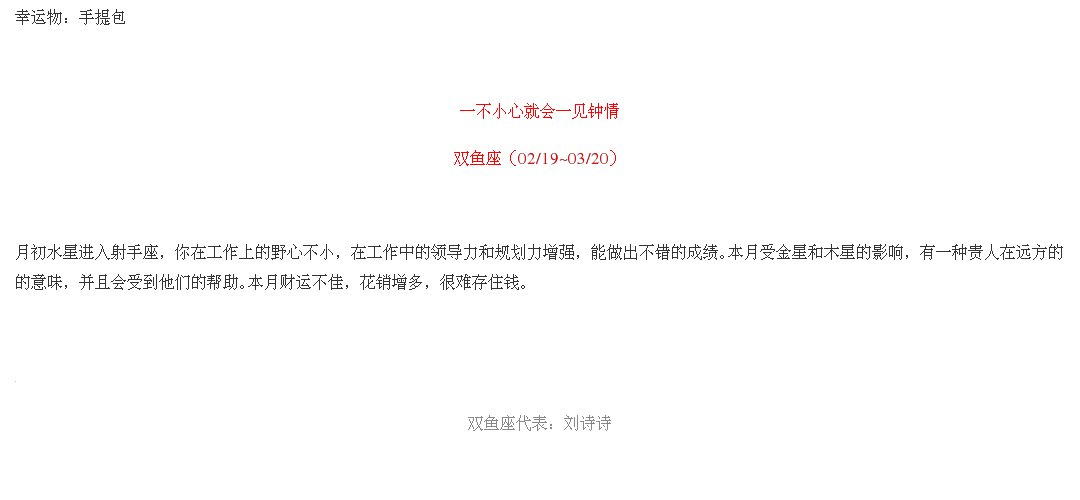 幸运物：手提包
一不小心就会一见钟情
双鱼座（02/19~03/20）
月初水星进入射手座，你在工作上的野心不小，在工作中的领导力和规划力增强，能做出不错的成绩。本月受金星和木星的影响，有一种贵人在远方的
的意味，并且会受到他们的帮助。本月财运不佳，花销增多，很难存住钱。
双鱼座代表：刘诗诗